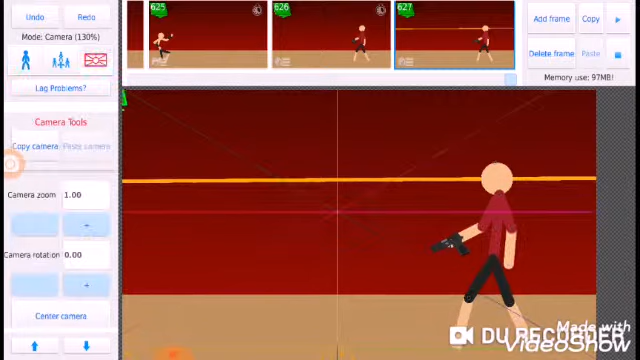 Undo Redo
Mode: Camera (130%)
Lag Problems?
Camera Tools
Copy camera Paste camera
Camera zoom 1.00
+
Camera rotation 0.00
+
Center camera
625 626 627
Add frame Copy
Delete frame Paste
Memory use: 97MB!
DU RECORDER
Made with
VideoShow